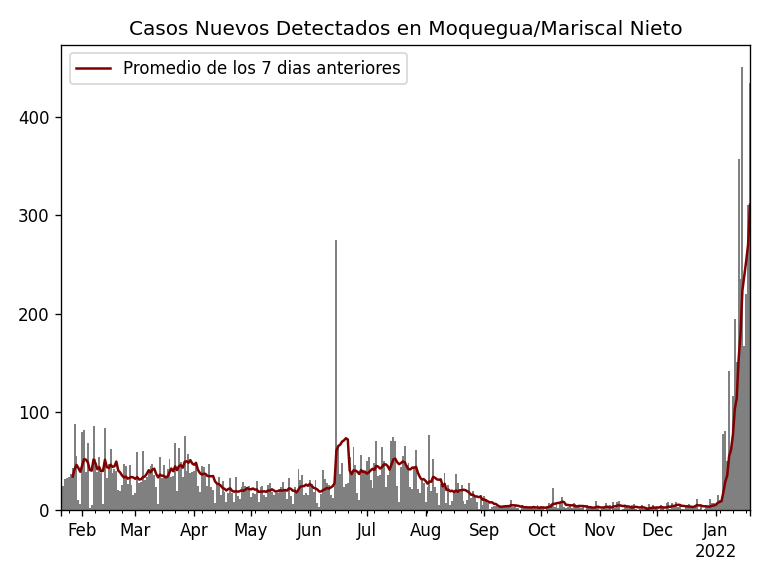 Casos Nuevos Detectados en Moquegua/Mariscal Nieto
Promedio de los 7 dias anteriores
400
300
200
100
0
Feb Mar Apr May Jun Jul Aug Sep Oct Nov Dec Jan
2022